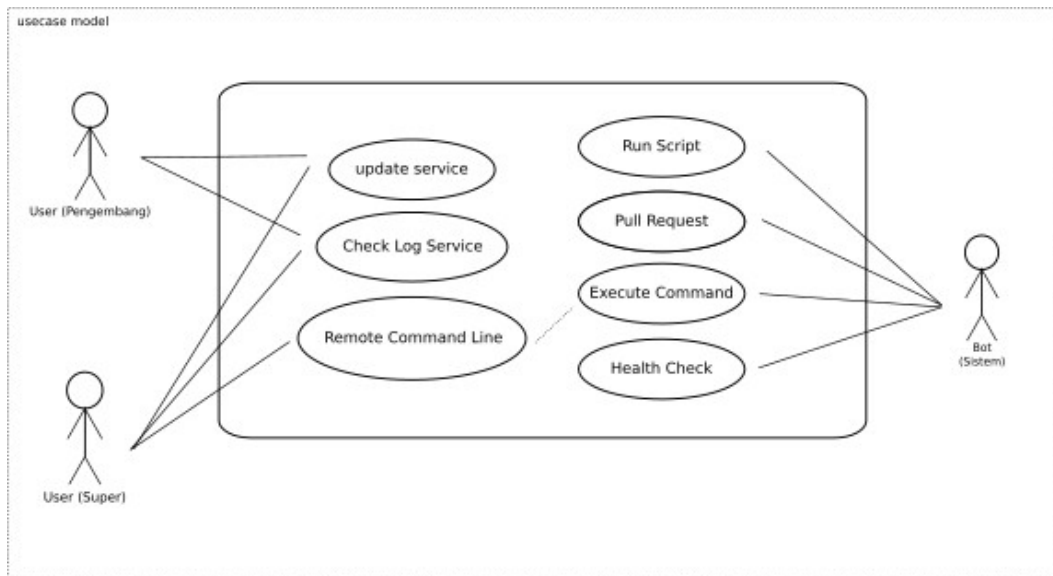 usecase model
User (Pengembang)
update service
Check Log Service
Remote Command Line
User (Super)
Run Script
Pull Request
Execute Command
Health Check
Bot
(Sistem)